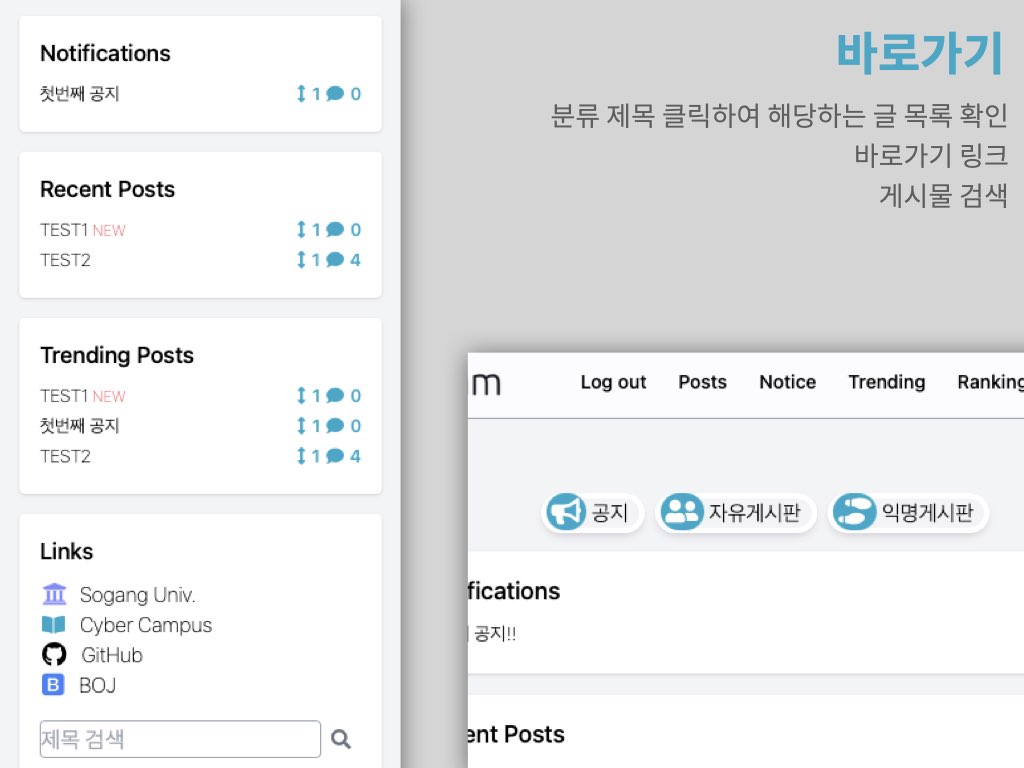 Notifications
첫번째 공지 1 0
Recent Posts
TEST1 NEW 1 0
TEST2 1 4
Trending Posts
TEST1 NEW 1 0
첫번째 공지 1 0
TEST2 1 4
Links
Sogang Univ.
Cyber Campus
GitHub
B BOJ
제목 검색
바로가기
분류 제목 클릭하여 해당하는 글 목록 확인
바로가기 링크
게시물 검색
m Log out Posts Notice Trending Ranking
공지 자유게시판 익명게시판
fications
공지!!
ent Posts